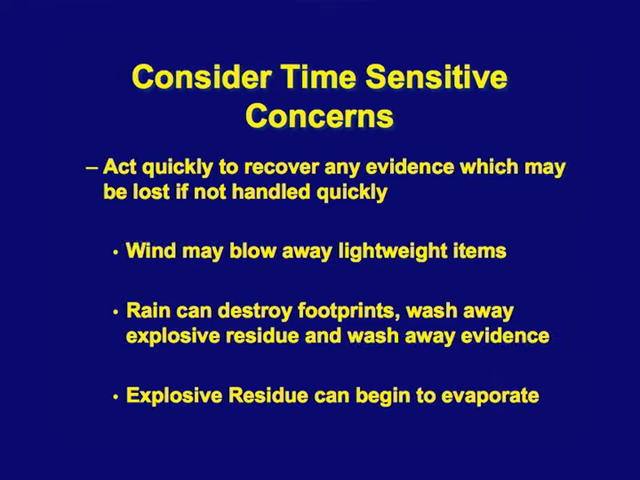 Consider Time Sensitive
Concerns
– Act quickly to recover any evidence which may
be lost if not handled quickly
• Wind may blow away lightweight items
• Rain can destroy footprints, wash away
explosive residue and wash away evidence
• Explosive Residue can begin to evaporate